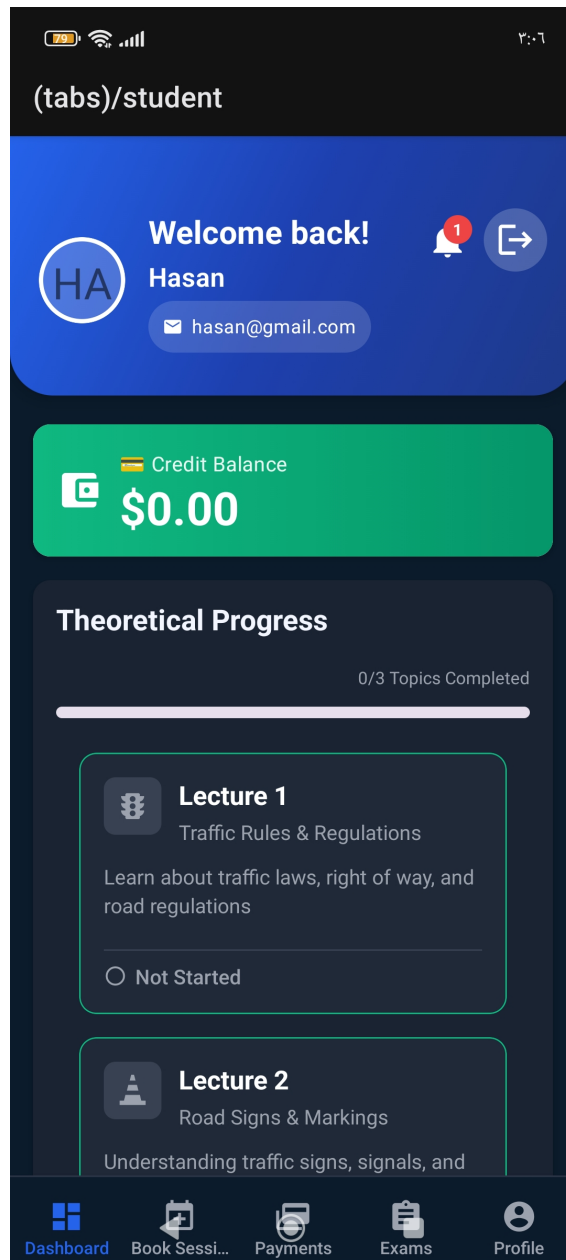 79
٣:٠٦
(tabs)/student
HA
Welcome back!
1
Hasan
hasan@gmail.com
Credit Balance
$0.00
Theoretical Progress
0/3 Topics Completed
Lecture 1
Traffic Rules & Regulations
Learn about traffic laws, right of way, and
road regulations
Not Started
Lecture 2
Road Signs & Markings
Understanding traffic signs, signals, and
Dashboard
Book Sessi...
Payments
Exams
Profile